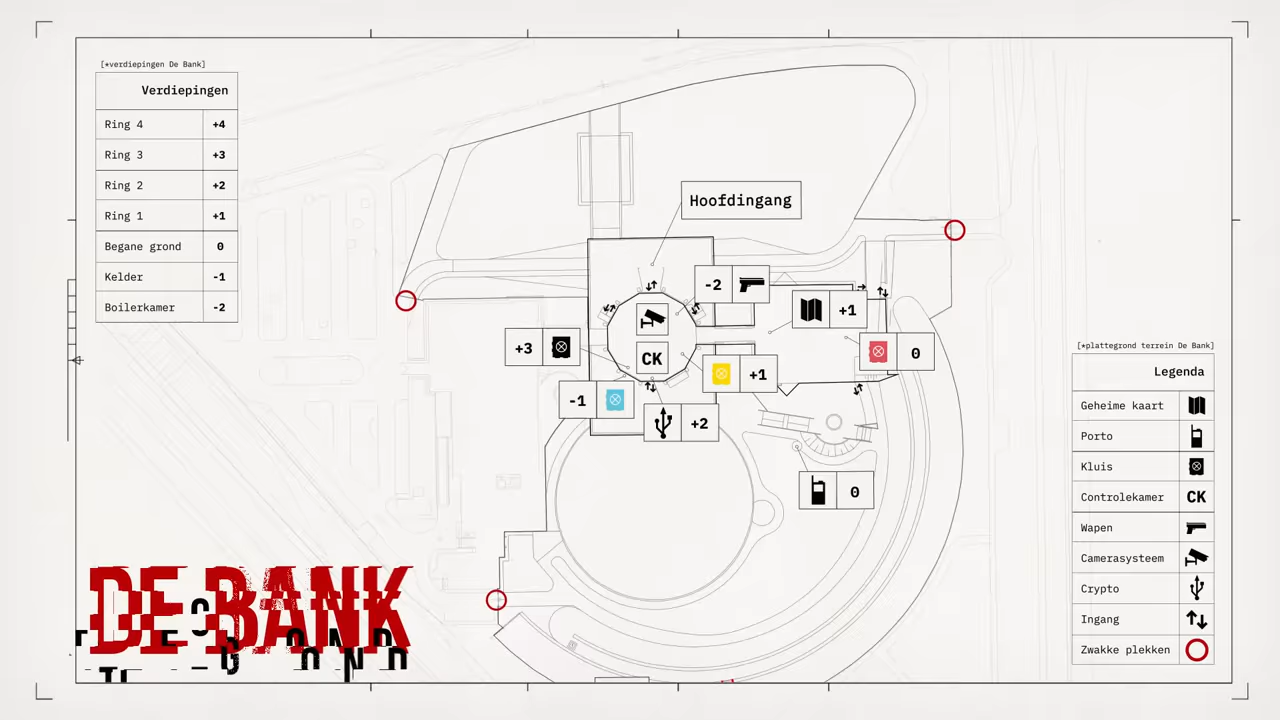 [*verdiepingen De Bank]
Verdiepingen
Ring 4 +4
Ring 3 +3
Ring 2 +2
Ring 1 +1
Begane grond 0
Kelder -1
Boilerkamer -2
Hoofdingang
-2
+1
+3
CK
0
+1
-1
+2
0
[*plattegrond terrein De Bank]
Legenda
Geheime kaart
Porto
Kluis
Controlekamer CK
Wapen
Camerasysteem
Crypto
Ingang
Zwakke plekken
DE BANK